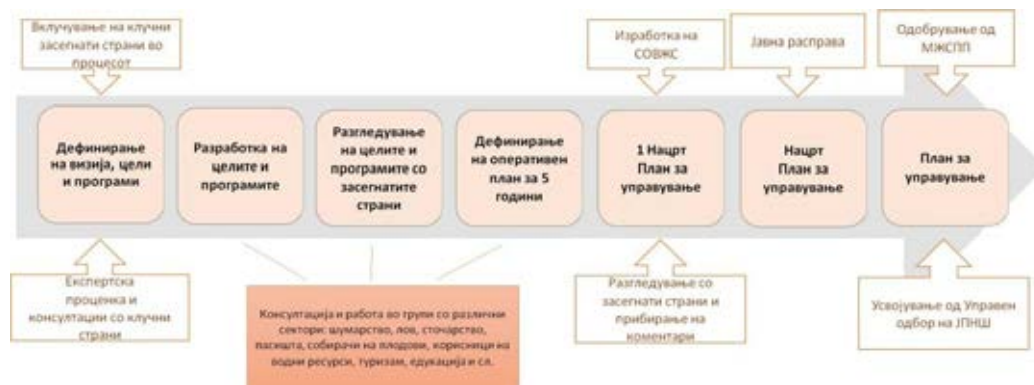 Вклучување на клучни
засегнати страни во
процесот
Изработка на
СОВЖС
Јавна расправа
Одобрување од
МЖСПП
Дефинирање
на визија, цели
и програми
Разработка на
целите и
програмите
Разгледување
на целите и
програмите со
засегнатите
страни
Дефинирање
на оперативен
план за 5
години
1 Нацрт
План за
управување
Нацрт
План за
управување
План за
управување
Експертска
проценка и
консултации со клучни
страни
Консултација и работа во групи со различни
сектори: шумарство, лов, сточарство,
пасишта, собирачи на плодови, корисници на
водни ресурси, туризам, едукација и сл.
Разгледување со
засегнати страни и
прибирање на
коментари
Усвојување од Управен
одбор на ЈПНШ